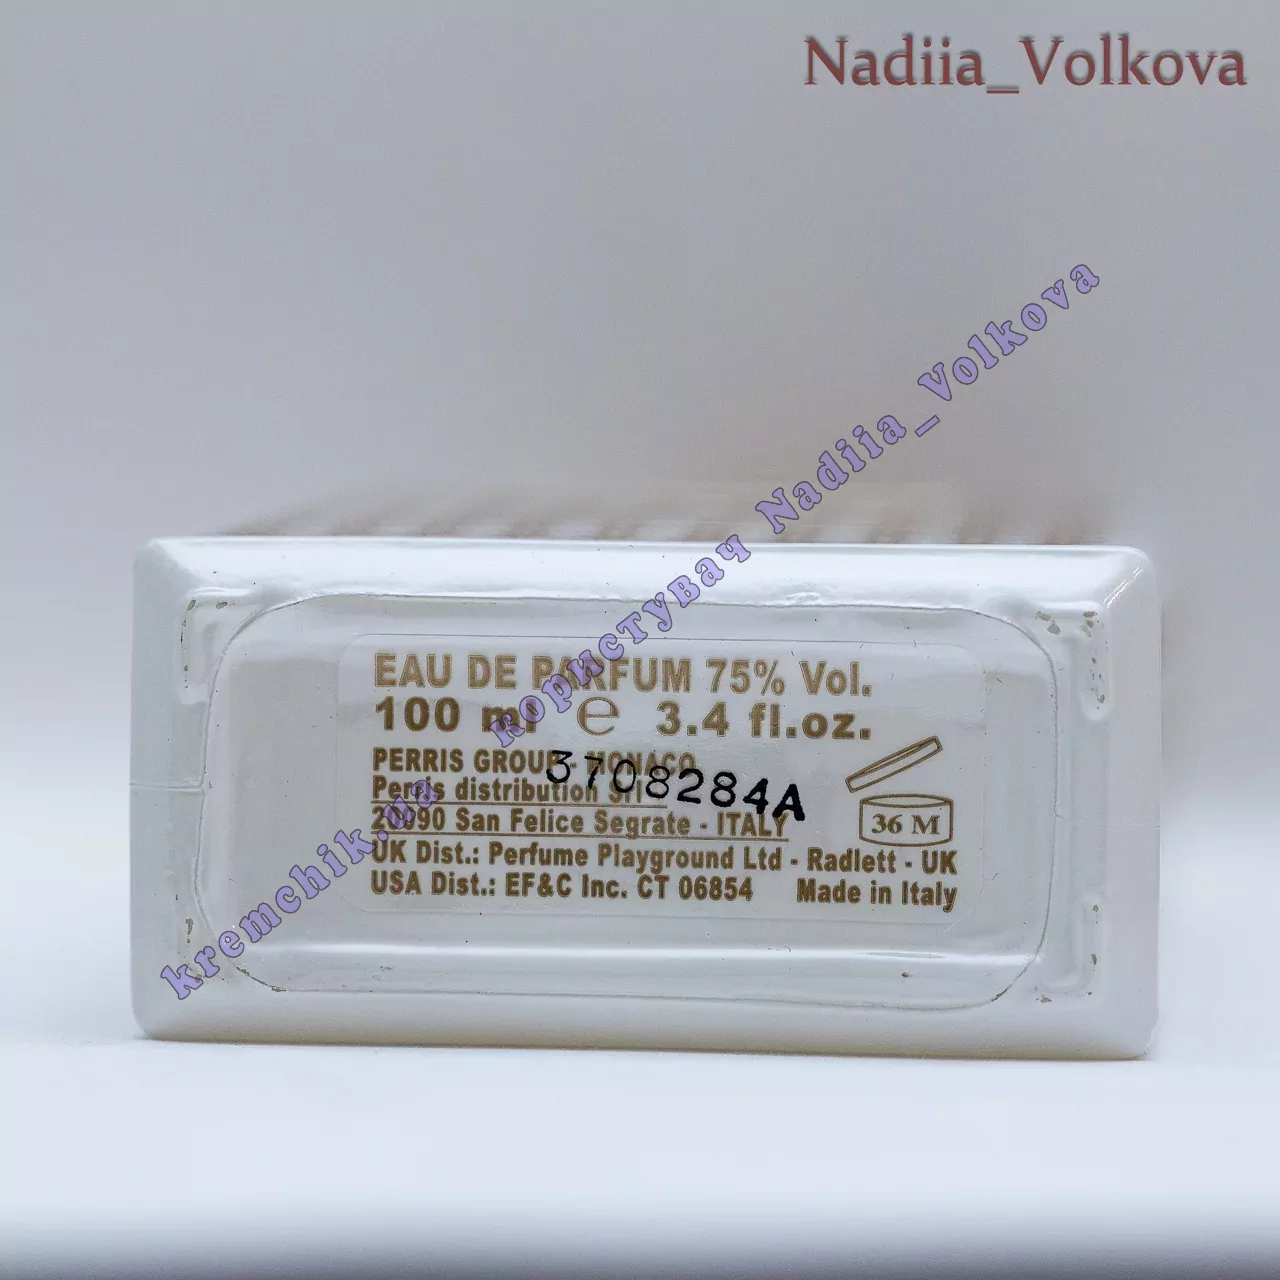 Nadiia_Volkova
kremchik.ua користувач Nadiia_Volkova
EAU DE PARFUM 75% Vol.
100 ml e 3.4 fl.oz.
PERRIS GROUP - MONACO
3708284A
Perris distribution Srl
20090 San Felice Segrate - ITALY
36 M
UK Dist.: Perfume Playground Ltd - Radlett - UK
USA Dist.: EF&C Inc. CT 06854 Made in Italy